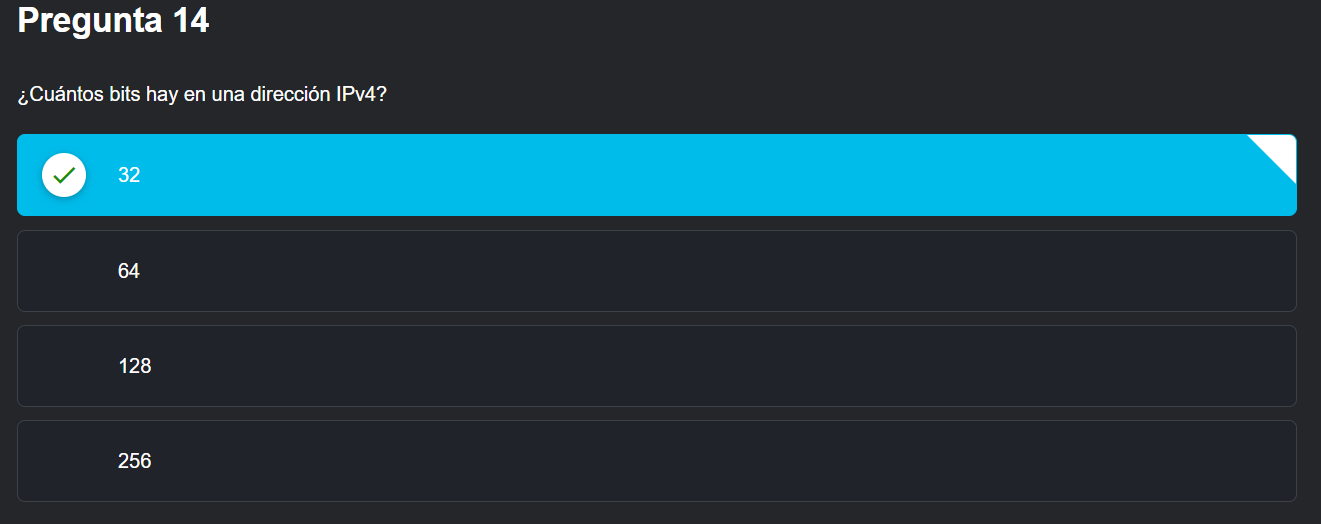 Pregunta 14
¿Cuántos bits hay en una dirección IPv4?
32
64
128
256